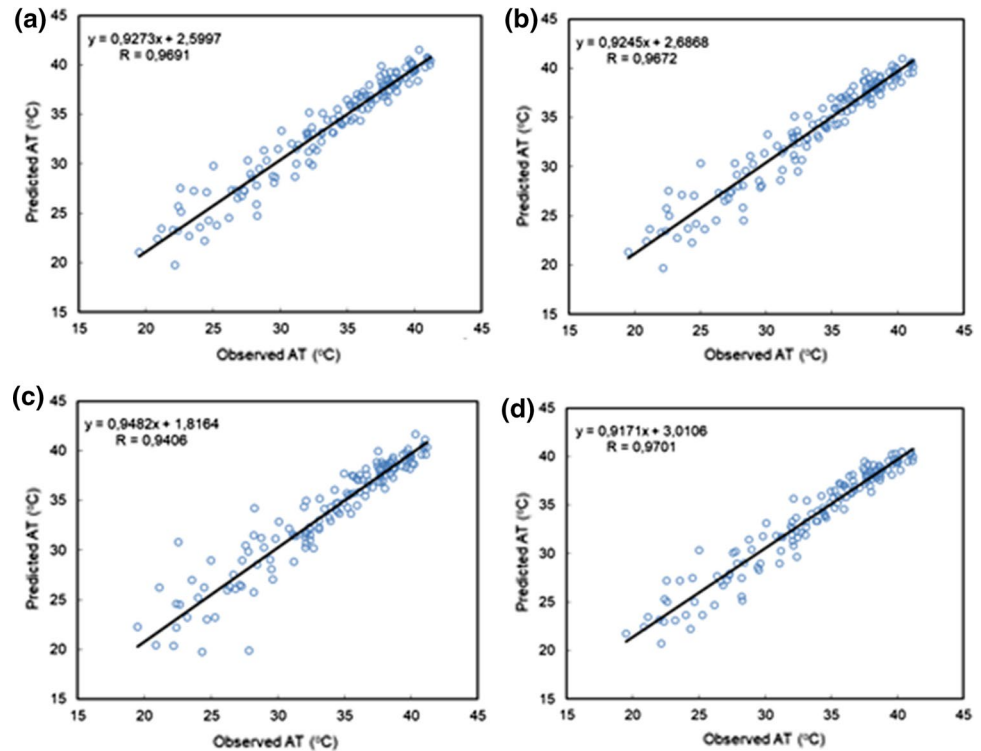 (a)
y = 0,9273x + 2,5997
R = 0,9691
45
40
35
30
25
20
15
Predicted AT (°C)
15 20 25 30 35 40 45
Observed AT (°C)
(b)
y = 0,9245x + 2,6868
R = 0,9672
45
40
35
30
25
20
15
Predicted AT (°C)
15 20 25 30 35 40 45
Observed AT (°C)
(c)
y = 0,9482x + 1,8164
R = 0,9406
45
40
35
30
25
20
15
Predicted AT (°C)
15 20 25 30 35 40 45
Observed AT (°C)
(d)
y = 0,9171x + 3,0106
R = 0,9701
45
40
35
30
25
20
15
Predicted AT (°C)
15 20 25 30 35 40 45
Observed AT (°C)